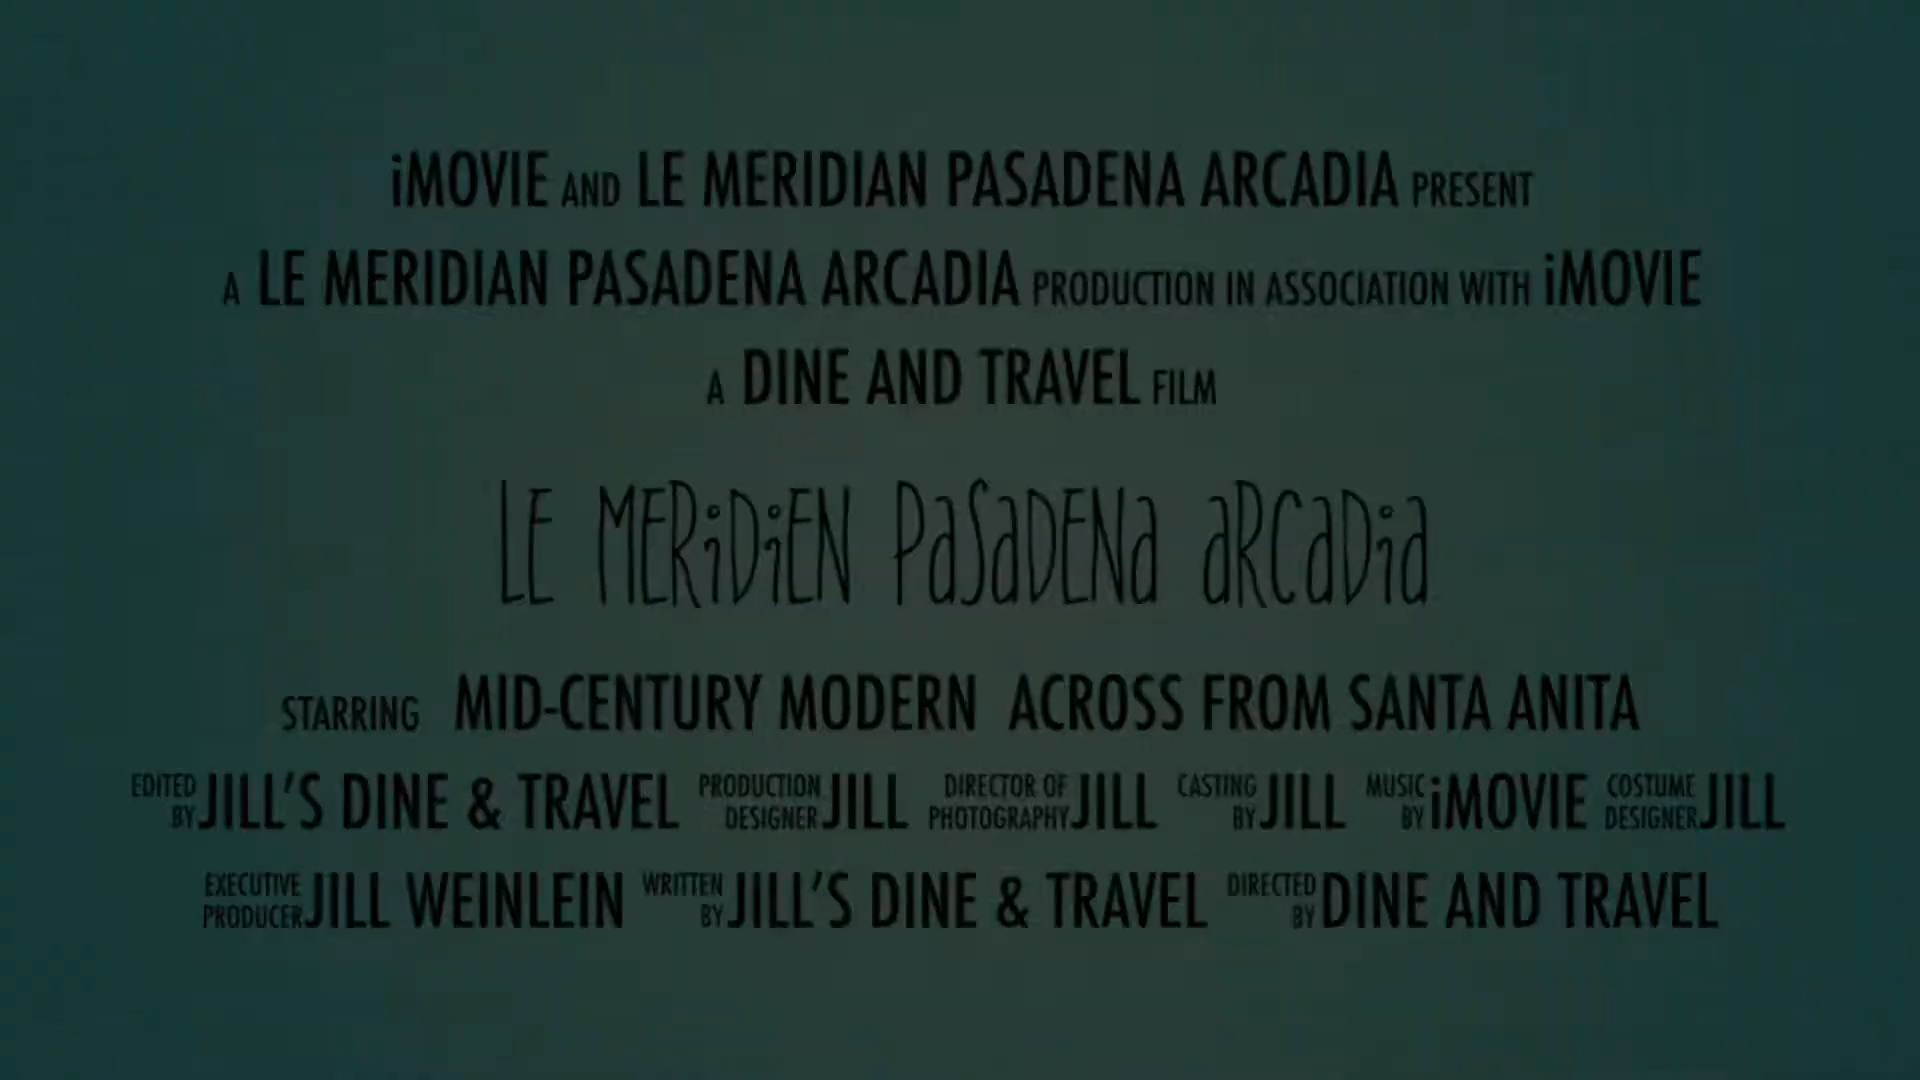 iMOVIE AND LE MERIDIAN PASADENA ARCADIA PRESENT
A LE MERIDIAN PASADENA ARCADIA PRODUCTION IN ASSOCIATION WITH iMOVIE
A DINE AND TRAVEL FILM
LE MERiDiEN PaSaDENa aRCaDia
STARRING MID-CENTURY MODERN ACROSS FROM SANTA ANITA
EDITED BY JILL'S DINE & TRAVEL PRODUCTION DESIGNER JILL DIRECTOR OF PHOTOGRAPHY JILL CASTING BY JILL MUSIC BY iMOVIE COSTUME DESIGNER JILL
EXECUTIVE PRODUCER JILL WEINLEIN WRITTEN BY JILL'S DINE & TRAVEL DIRECTED BY DINE AND TRAVEL